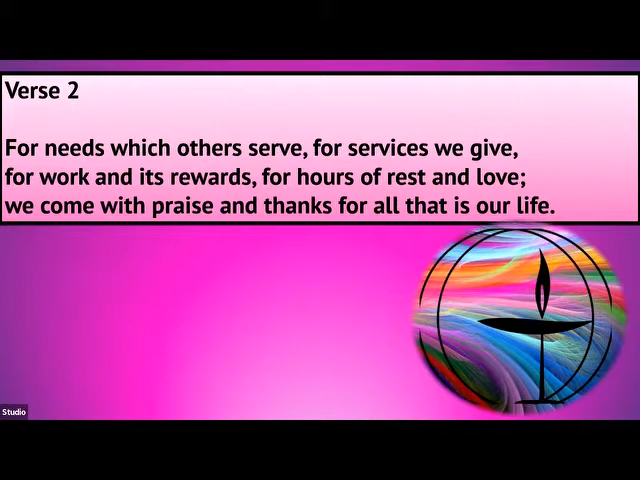 Verse 2
For needs which others serve, for services we give,
for work and its rewards, for hours of rest and love;
we come with praise and thanks for all that is our life.
Studio